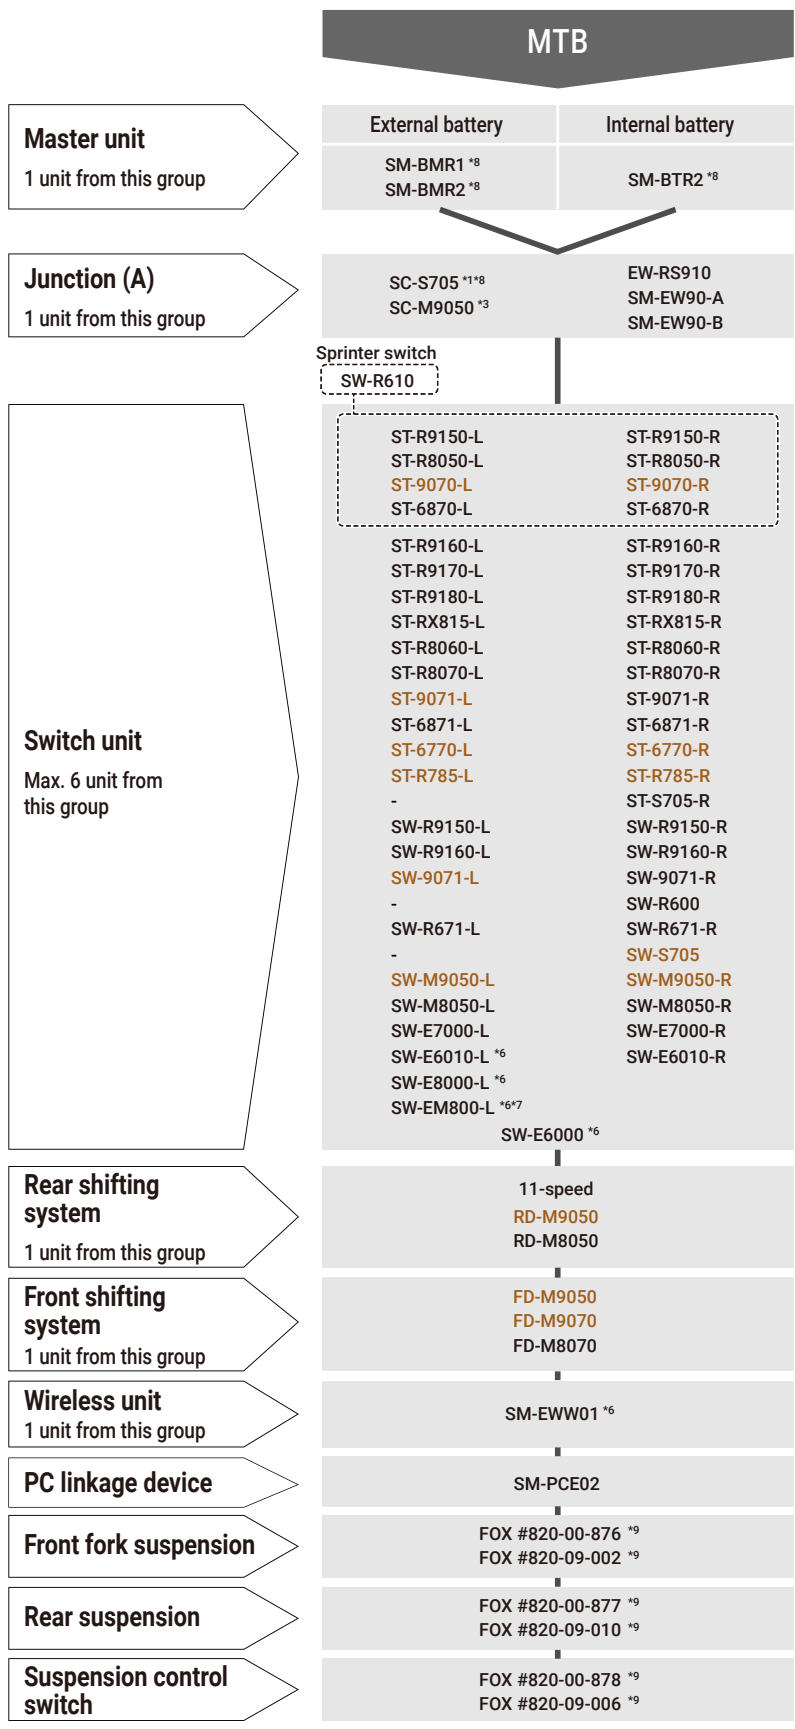 MTB
Master unit
1 unit from this group
External battery
Internal battery
SM-BMR1 *8
SM-BMR2 *8
SM-BTR2 *8
Junction (A)
1 unit from this group
SC-S705 *1*8
SC-M9050 *3
EW-RS910
SM-EW90-A
SM-EW90-B
Sprinter switch
SW-R610
Switch unit
Max. 6 unit from
this group
ST-R9150-L ST-R9150-R
ST-R8050-L ST-R8050-R
ST-9070-L ST-9070-R
ST-6870-L ST-6870-R
ST-R9160-L ST-R9160-R
ST-R9170-L ST-R9170-R
ST-R9180-L ST-R9180-R
ST-RX815-L ST-RX815-R
ST-R8060-L ST-R8060-R
ST-R8070-L ST-R8070-R
ST-9071-L ST-9071-R
ST-6871-L ST-6871-R
ST-6770-L ST-6770-R
ST-R785-L ST-R785-R
- ST-S705-R
SW-R9150-L SW-R9150-R
SW-R9160-L SW-R9160-R
SW-9071-L SW-9071-R
- SW-R600
SW-R671-L SW-R671-R
- SW-S705
SW-M9050-L SW-M9050-R
SW-M8050-L SW-M8050-R
SW-E7000-L SW-E7000-R
SW-E6010-L *6 SW-E6010-R
SW-E8000-L *6
SW-EM800-L *6*7
SW-E6000 *6
Rear shifting
system
1 unit from this group
11-speed
RD-M9050
RD-M8050
Front shifting
system
1 unit from this group
FD-M9050
FD-M9070
FD-M8070
Wireless unit
1 unit from this group
SM-EWW01 *6
PC linkage device
SM-PCE02
Front fork suspension
FOX #820-00-876 *9
FOX #820-09-002 *9
Rear suspension
FOX #820-00-877 *9
FOX #820-09-010 *9
Suspension control
switch
FOX #820-00-878 *9
FOX #820-09-006 *9